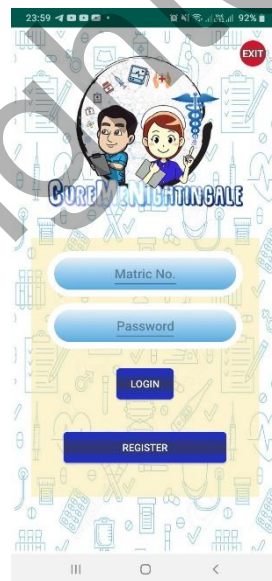 23:59
92%
EXIT
CUREMENIGHTINGALE
Matric No.
Password
LOGIN
REGISTER